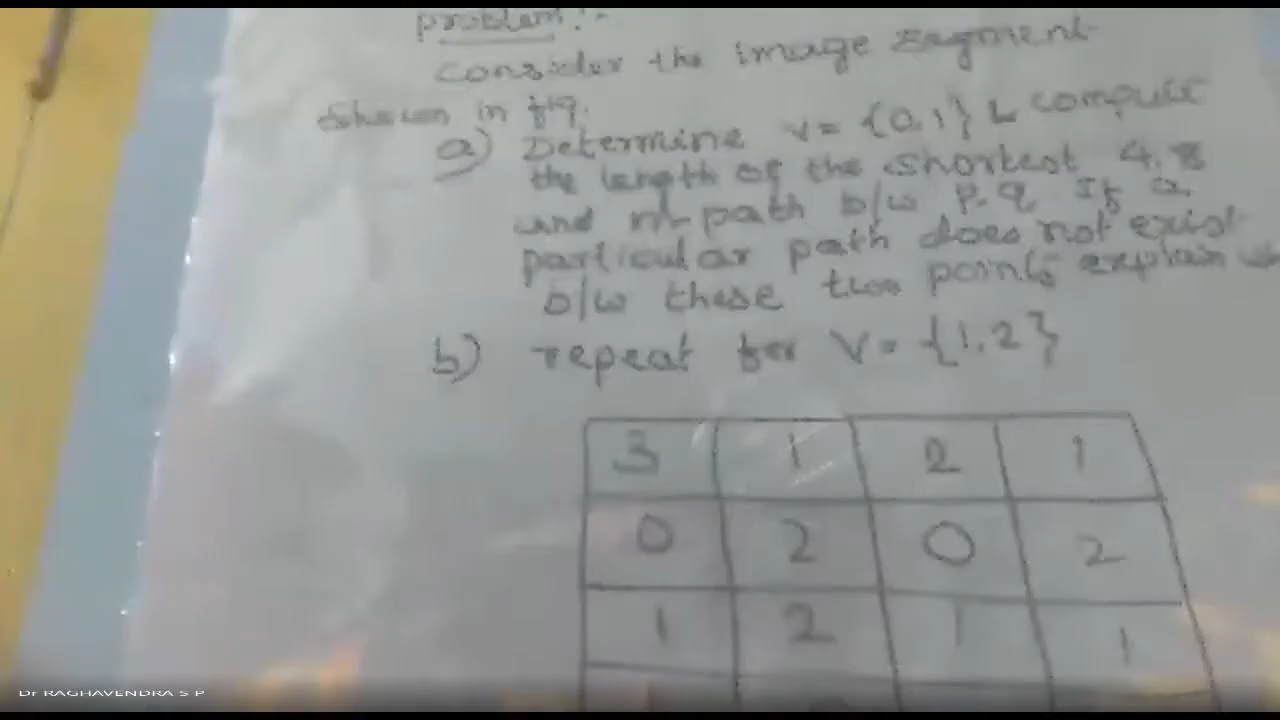 problem:.
consider the image segment
shown in fig.
a) Determine V = {0,1} & compute
the length of the shortest 4, 8
and m-path b/w p, q If a
particular path does not exist
b/w these two points explain
b) repeat for V = {1,2}
3 1 2 1
0 2 0 2
1 2 1 1
Dr RAGHAVENDRA S P